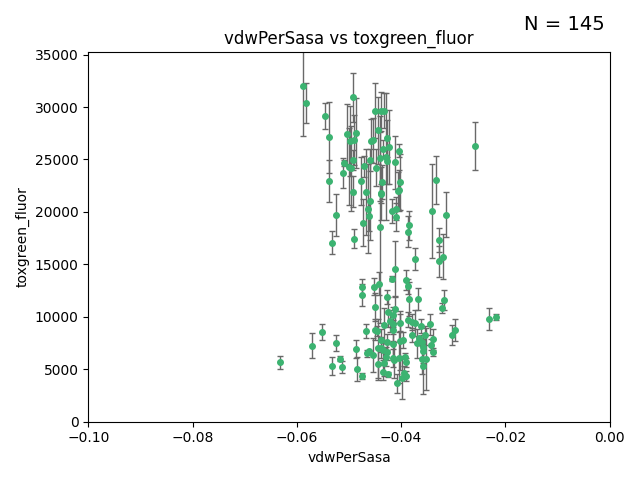 N = 145
vdwPerSasa vs toxgreen_fluor
35000
30000
25000
20000
15000
10000
5000
0
toxgreen_fluor
−0.10 −0.08 −0.06 −0.04 −0.02 0.00
vdwPerSasa